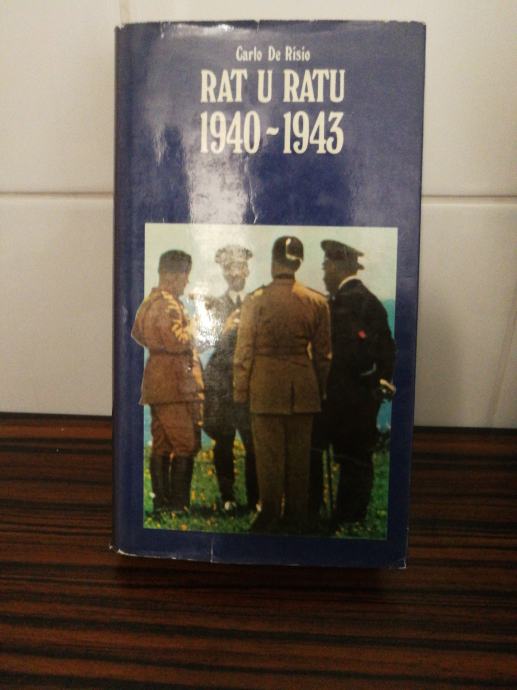 Carlo De Risio
RAT U RATU
1940~1943